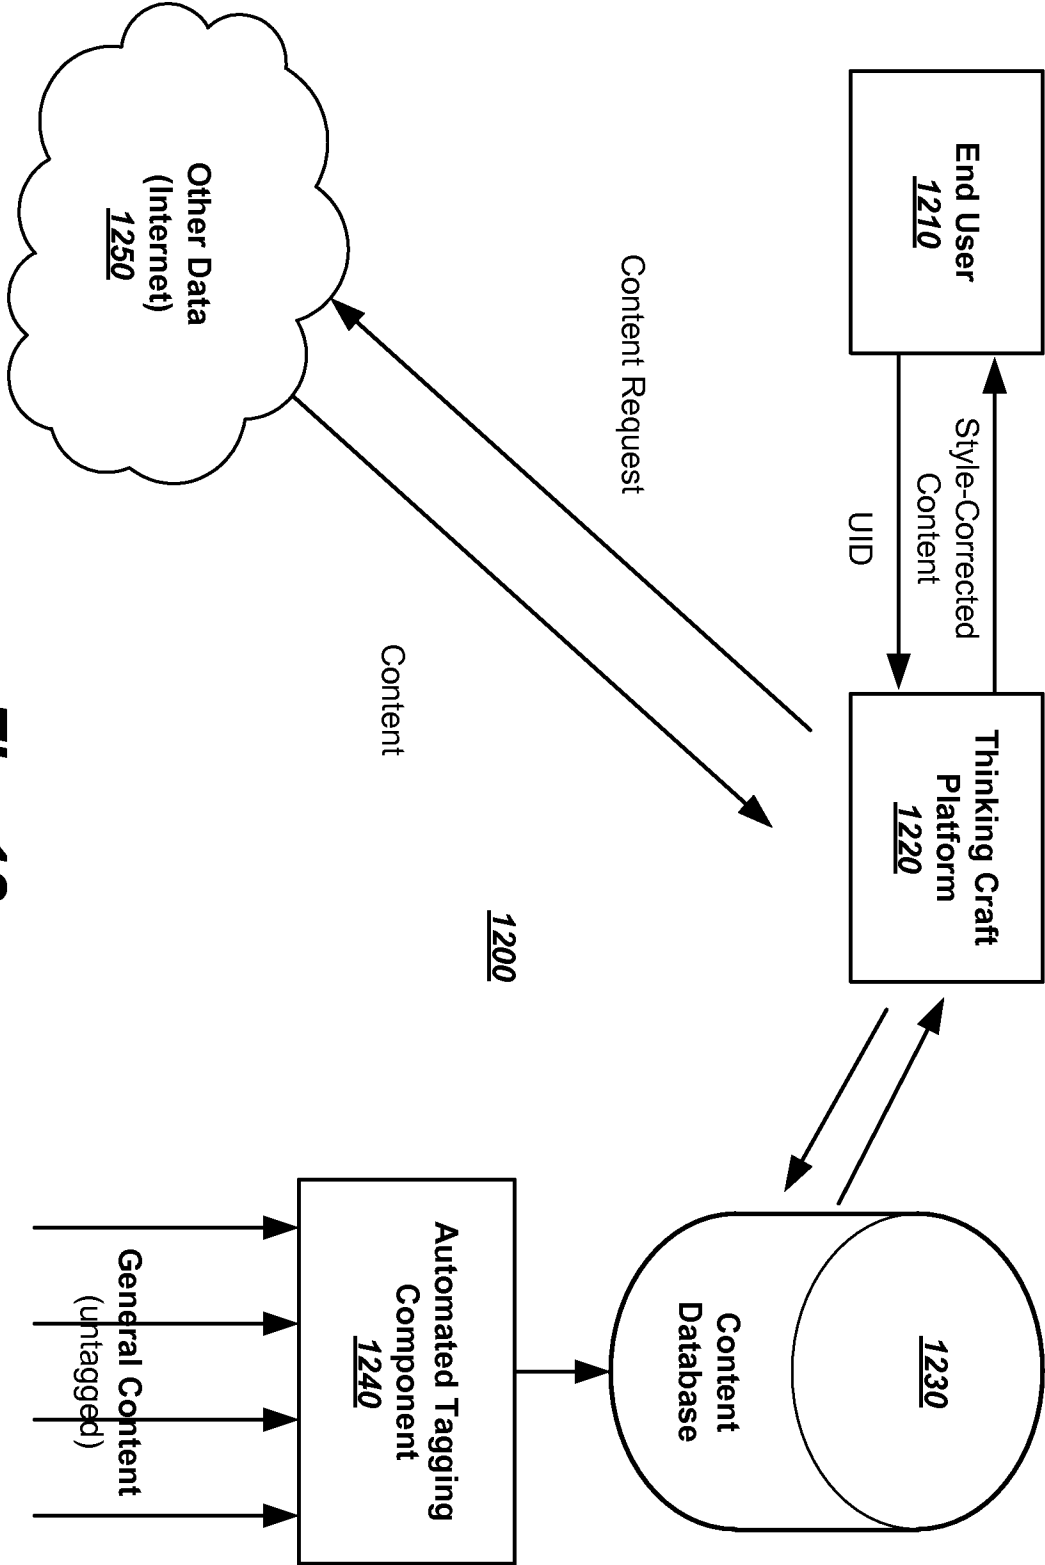 End User
1210
Style-Corrected
Content
UID
Thinking Craft
Platform
1220
1230
Content
Database
Content Request
Content
Other Data
(Internet)
1250
1200
Automated Tagging
Component
1240
General Content
(untagged)